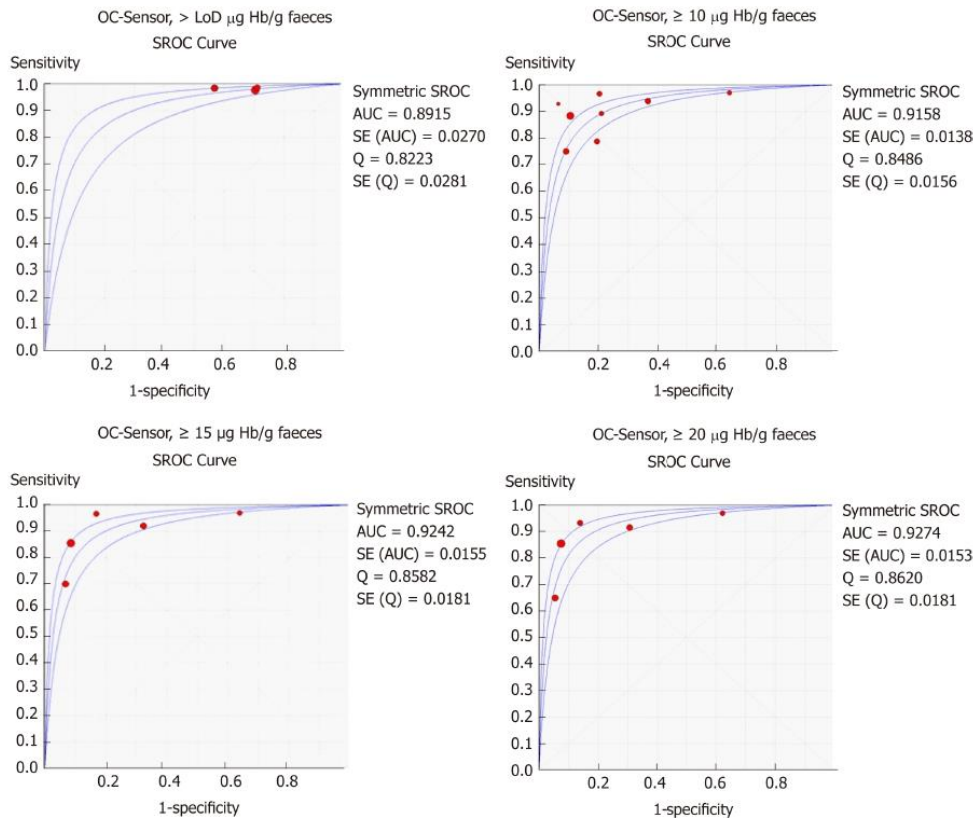 OC-Sensor, > LoD μg Hb/g faeces
SROC Curve
Sensitivity
1.0
0.9
0.8
0.7
0.6
0.5
0.4
0.3
0.2
0.1
0.0
0.2 0.4 0.6 0.8
1-specificity
Symmetric SROC
AUC = 0.8915
SE (AUC) = 0.0270
Q = 0.8223
SE (Q) = 0.0281
OC-Sensor, ≥ 10 μg Hb/g faeces
SROC Curve
Sensitivity
1.0
0.9
0.8
0.7
0.6
0.5
0.4
0.3
0.2
0.1
0.0
0.2 0.4 0.6 0.8
1-specificity
Symmetric SROC
AUC = 0.9158
SE (AUC) = 0.0138
Q = 0.8486
SE (Q) = 0.0156
OC-Sensor, ≥ 15 μg Hb/g faeces
SROC Curve
Sensitivity
1.0
0.9
0.8
0.7
0.6
0.5
0.4
0.3
0.2
0.1
0.0
0.2 0.4 0.6 0.8
1-specificity
Symmetric SROC
AUC = 0.9242
SE (AUC) = 0.0155
Q = 0.8582
SE (Q) = 0.0181
OC-Sensor, ≥ 20 μg Hb/g faeces
SROC Curve
Sensitivity
1.0
0.9
0.8
0.7
0.6
0.5
0.4
0.3
0.2
0.1
0.0
0.2 0.4 0.6 0.8
1-specificity
Symmetric SROC
AUC = 0.9274
SE (AUC) = 0.0153
Q = 0.8620
SE (Q) = 0.0181